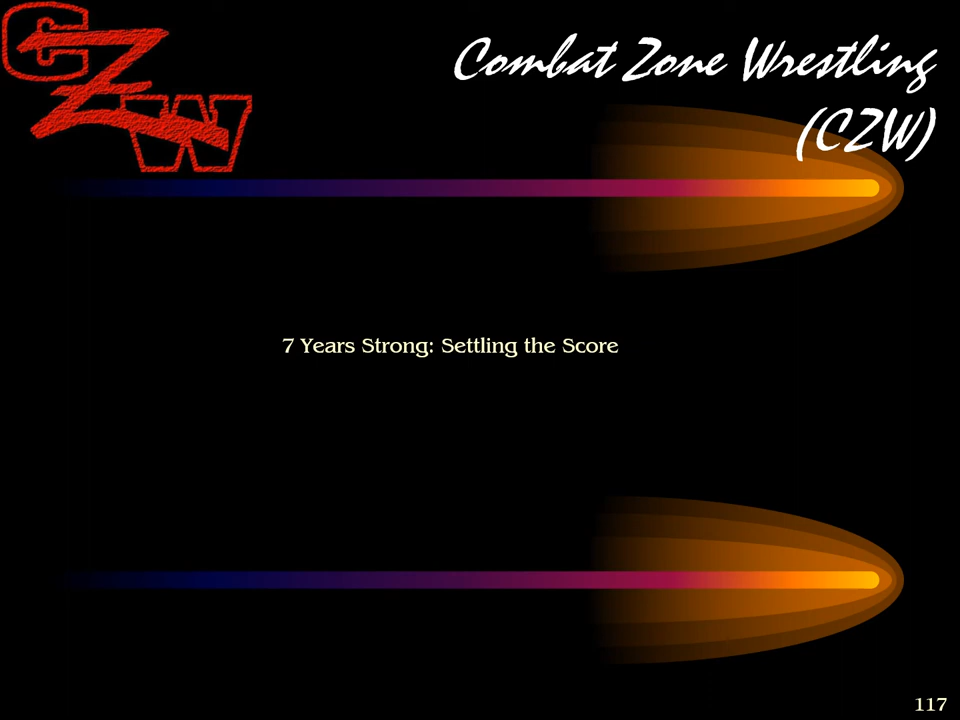 CZW
Combat Zone Wrestling
(CZW)
7 Years Strong: Settling the Score
117